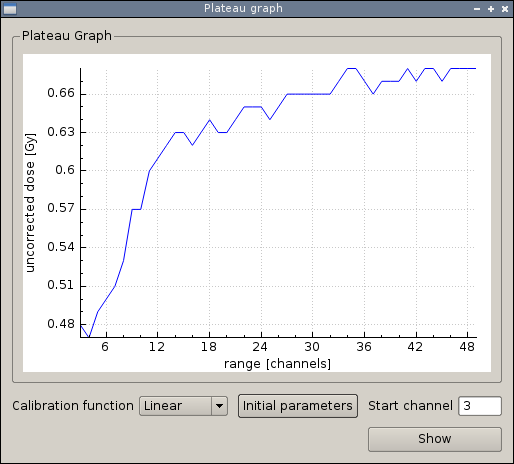 Plateau graph
Plateau Graph
uncorrected dose [Gy]
0.66
0.63
0.6
0.57
0.54
0.51
0.48
6 12 18 24 30 36 42 48
range [channels]
Calibration function Linear Initial parameters Start channel 3
Show